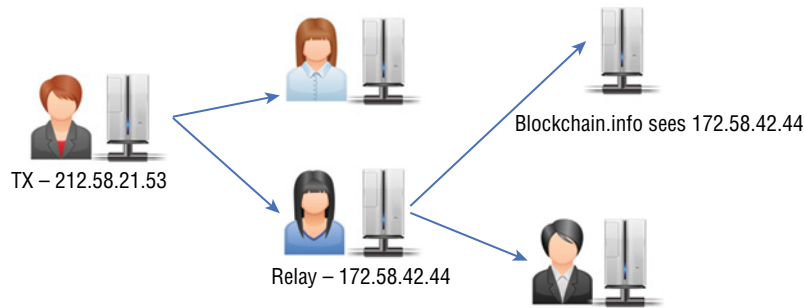 Blockchain.info sees 172.58.42.44
TX – 212.58.21.53
Relay – 172.58.42.44